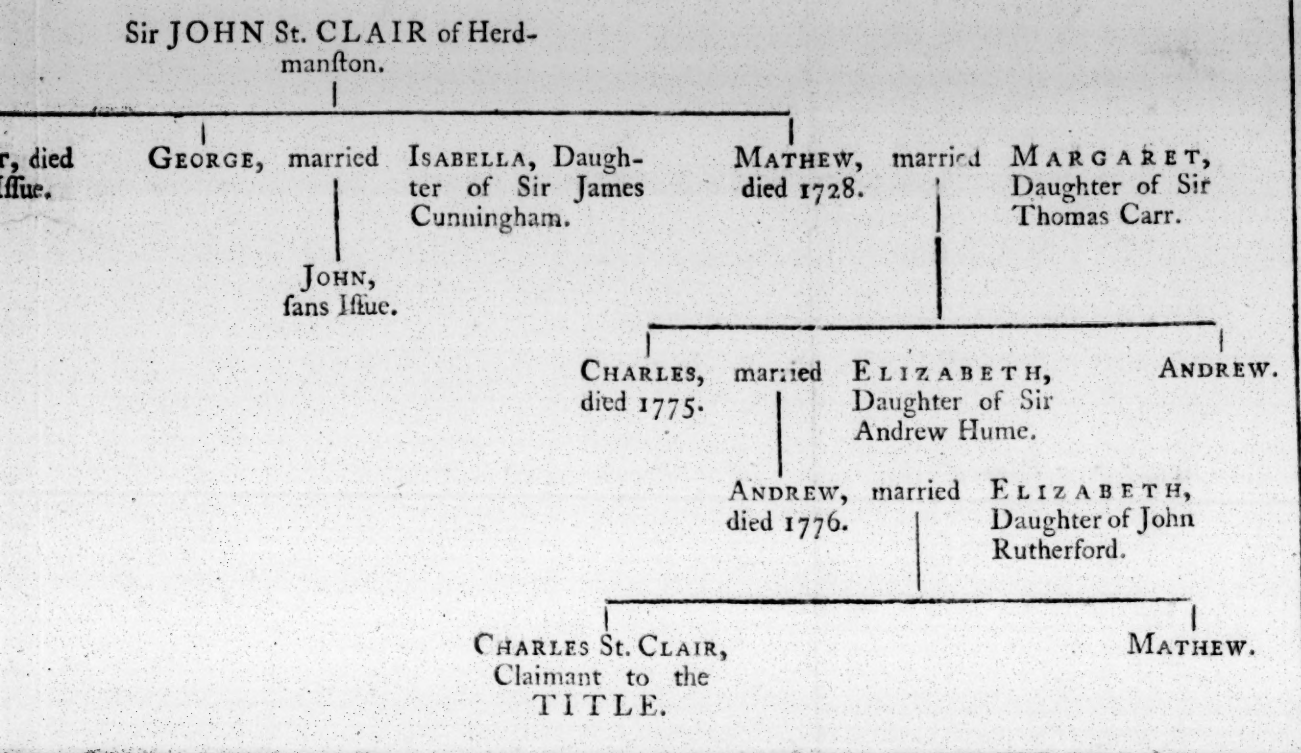 Sir JOHN St. CLAIR of Herd-
manſton.
r, died
Iſſue.
GEORGE, married ISABELLA, Daugh-
ter of Sir James
Cunningham.
MATHEW, married MARGARET,
died 1728. Daughter of Sir
Thomas Carr.
JOHN,
ſans Iſſue.
CHARLES, married ELIZABETH,
died 1775. Daughter of Sir
Andrew Hume.
ANDREW.
ANDREW, married ELIZABETH,
died 1776. Daughter of John
Rutherford.
CHARLES St. CLAIR,
Claimant to the
TITLE.
MATHEW.